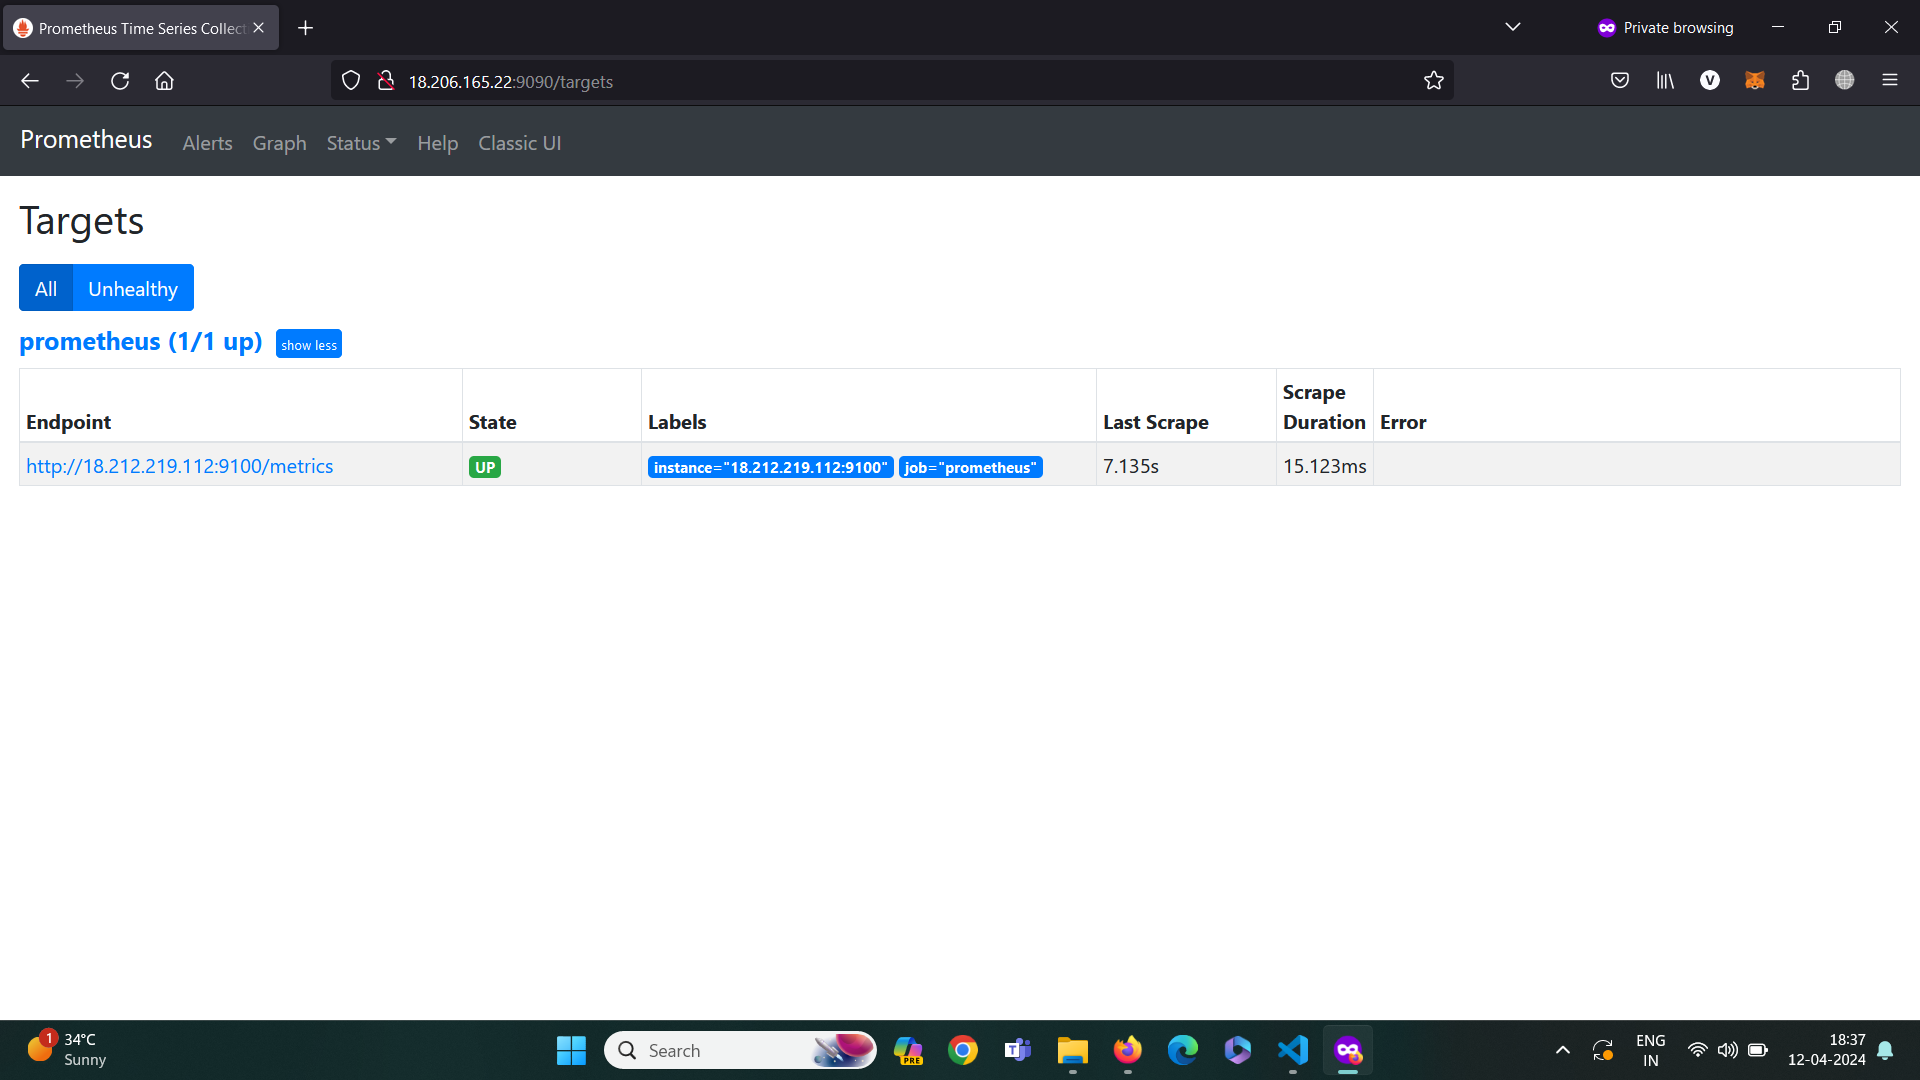 Prometheus Time Series Collect
Private browsing
18.206.165.22:9090/targets
Prometheus Alerts Graph Status Help Classic UI
Targets
All Unhealthy
prometheus (1/1 up) show less
Endpoint State Labels Last Scrape Scrape Duration Error
http://18.212.219.112:9100/metrics UP instance="18.212.219.112:9100" job="prometheus" 7.135s 15.123ms
1 34°C
Sunny
Search
PRE
ENG
IN
18:37
12-04-2024